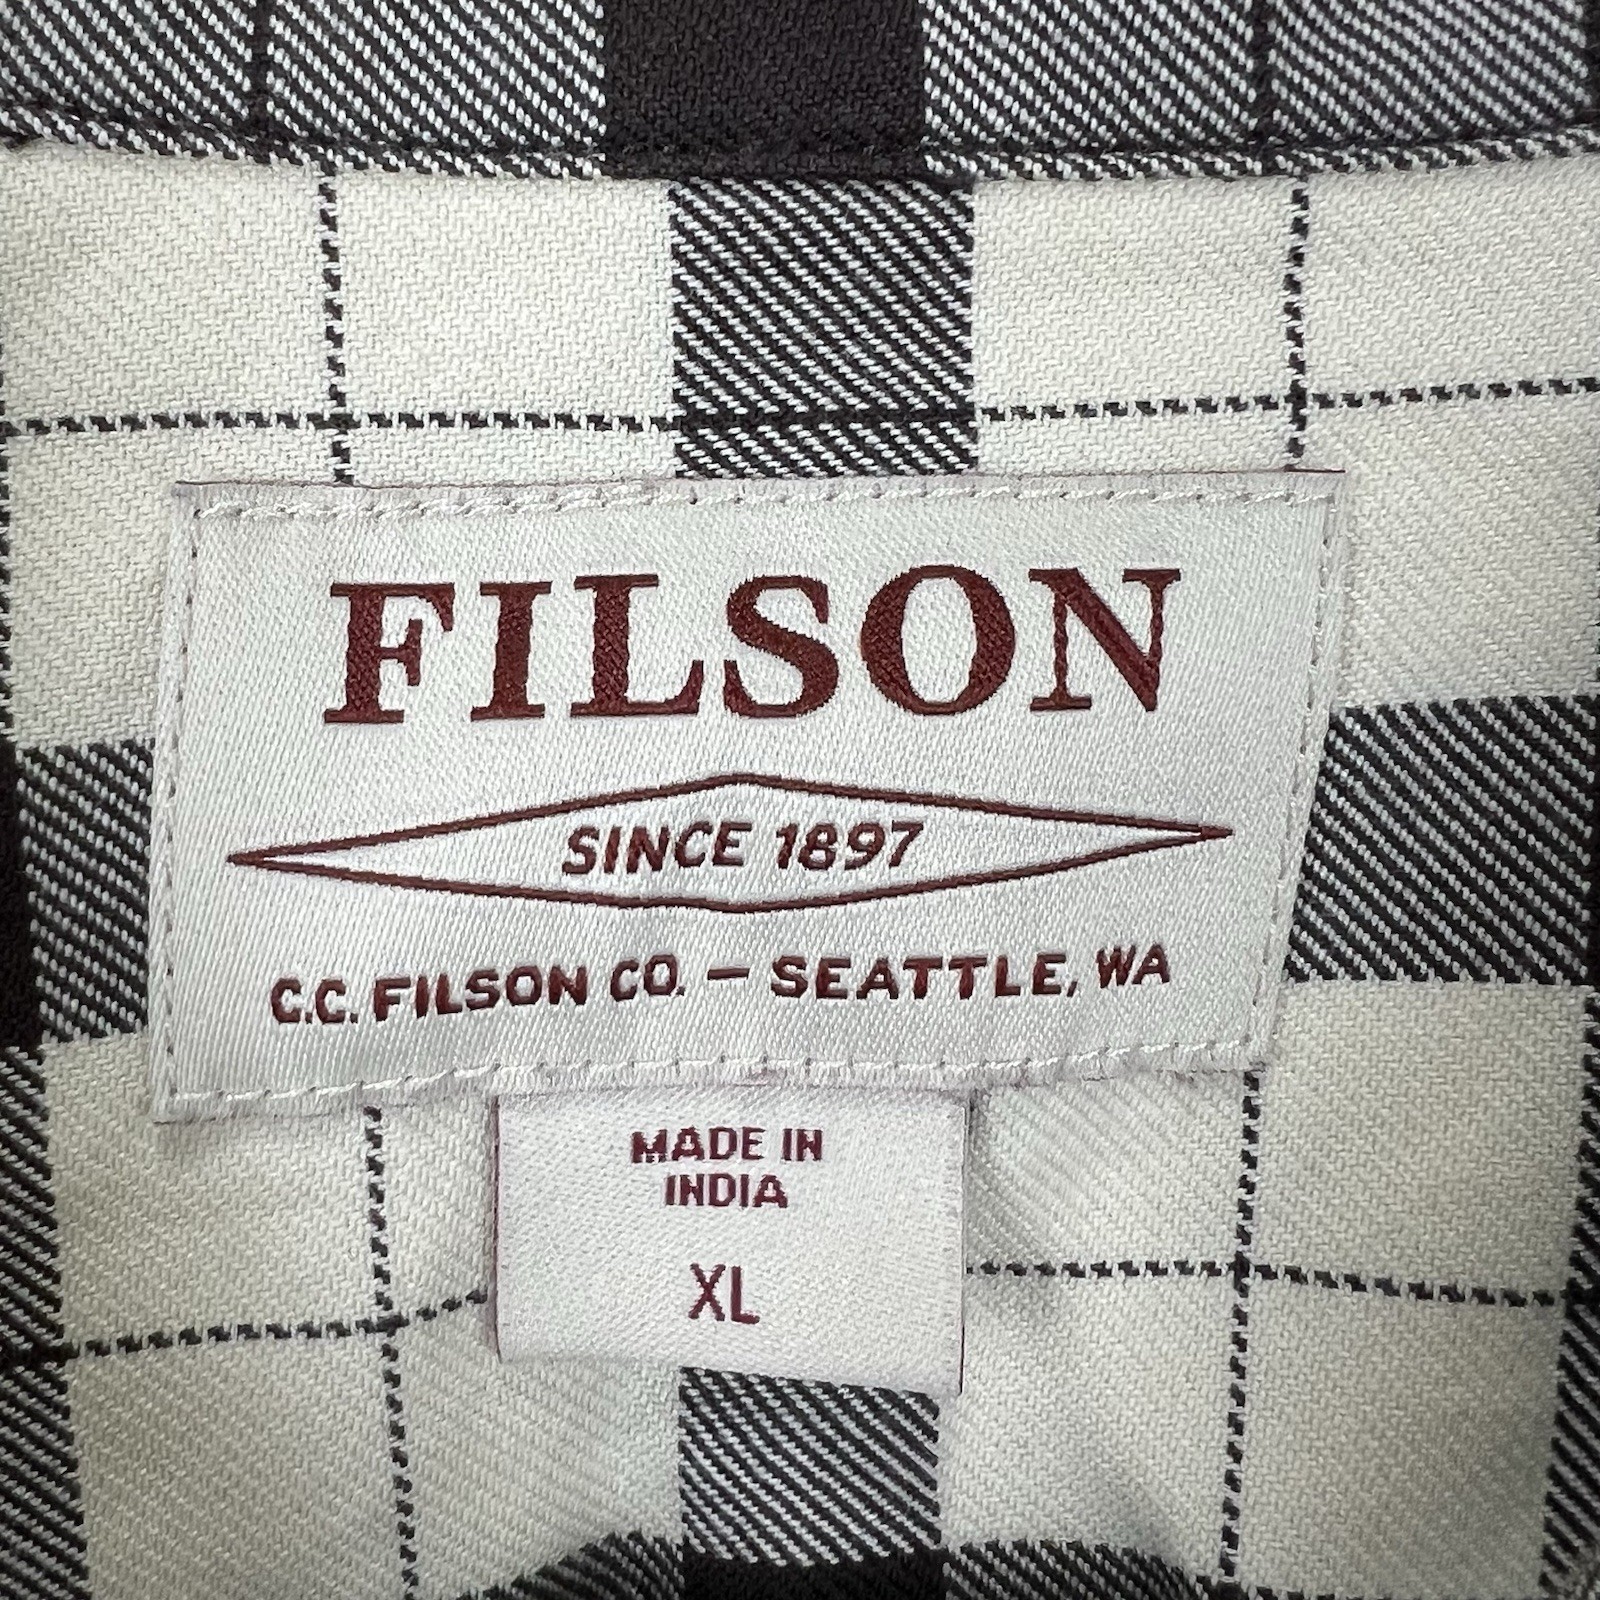 FILSON
SINCE 1897
C.C. FILSON CO. – SEATTLE, WA
MADE IN
INDIA
XL